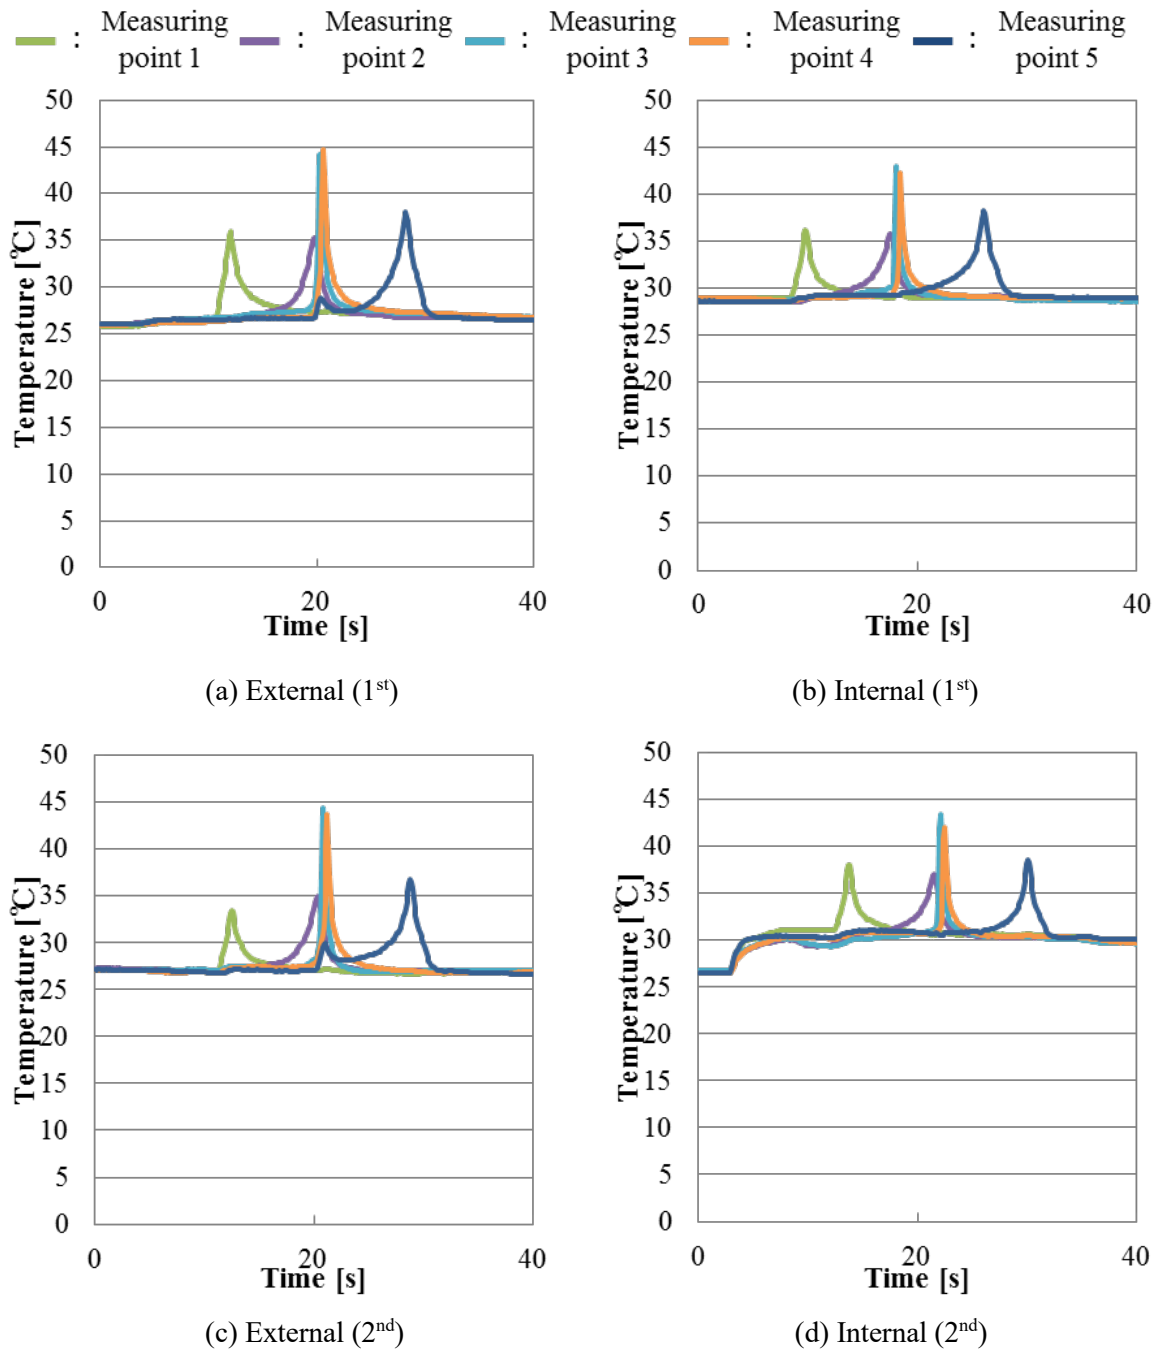 : Measuring point 1 : Measuring point 2 : Measuring point 3 : Measuring point 4 : Measuring point 5
50
45
40
35
30
25
20
15
10
5
0
0 20 40
Temperature [℃]
Time [s]
(a) External (1st)
50
45
40
35
30
25
20
15
10
5
0
0 20 40
Temperature [℃]
Time [s]
(b) Internal (1st)
50
45
40
35
30
25
20
15
10
5
0
0 20 40
Temperature [℃]
Time [s]
(c) External (2nd)
50
45
40
35
30
25
20
15
10
5
0
0 20 40
Temperature [℃]
Time [s]
(d) Internal (2nd)